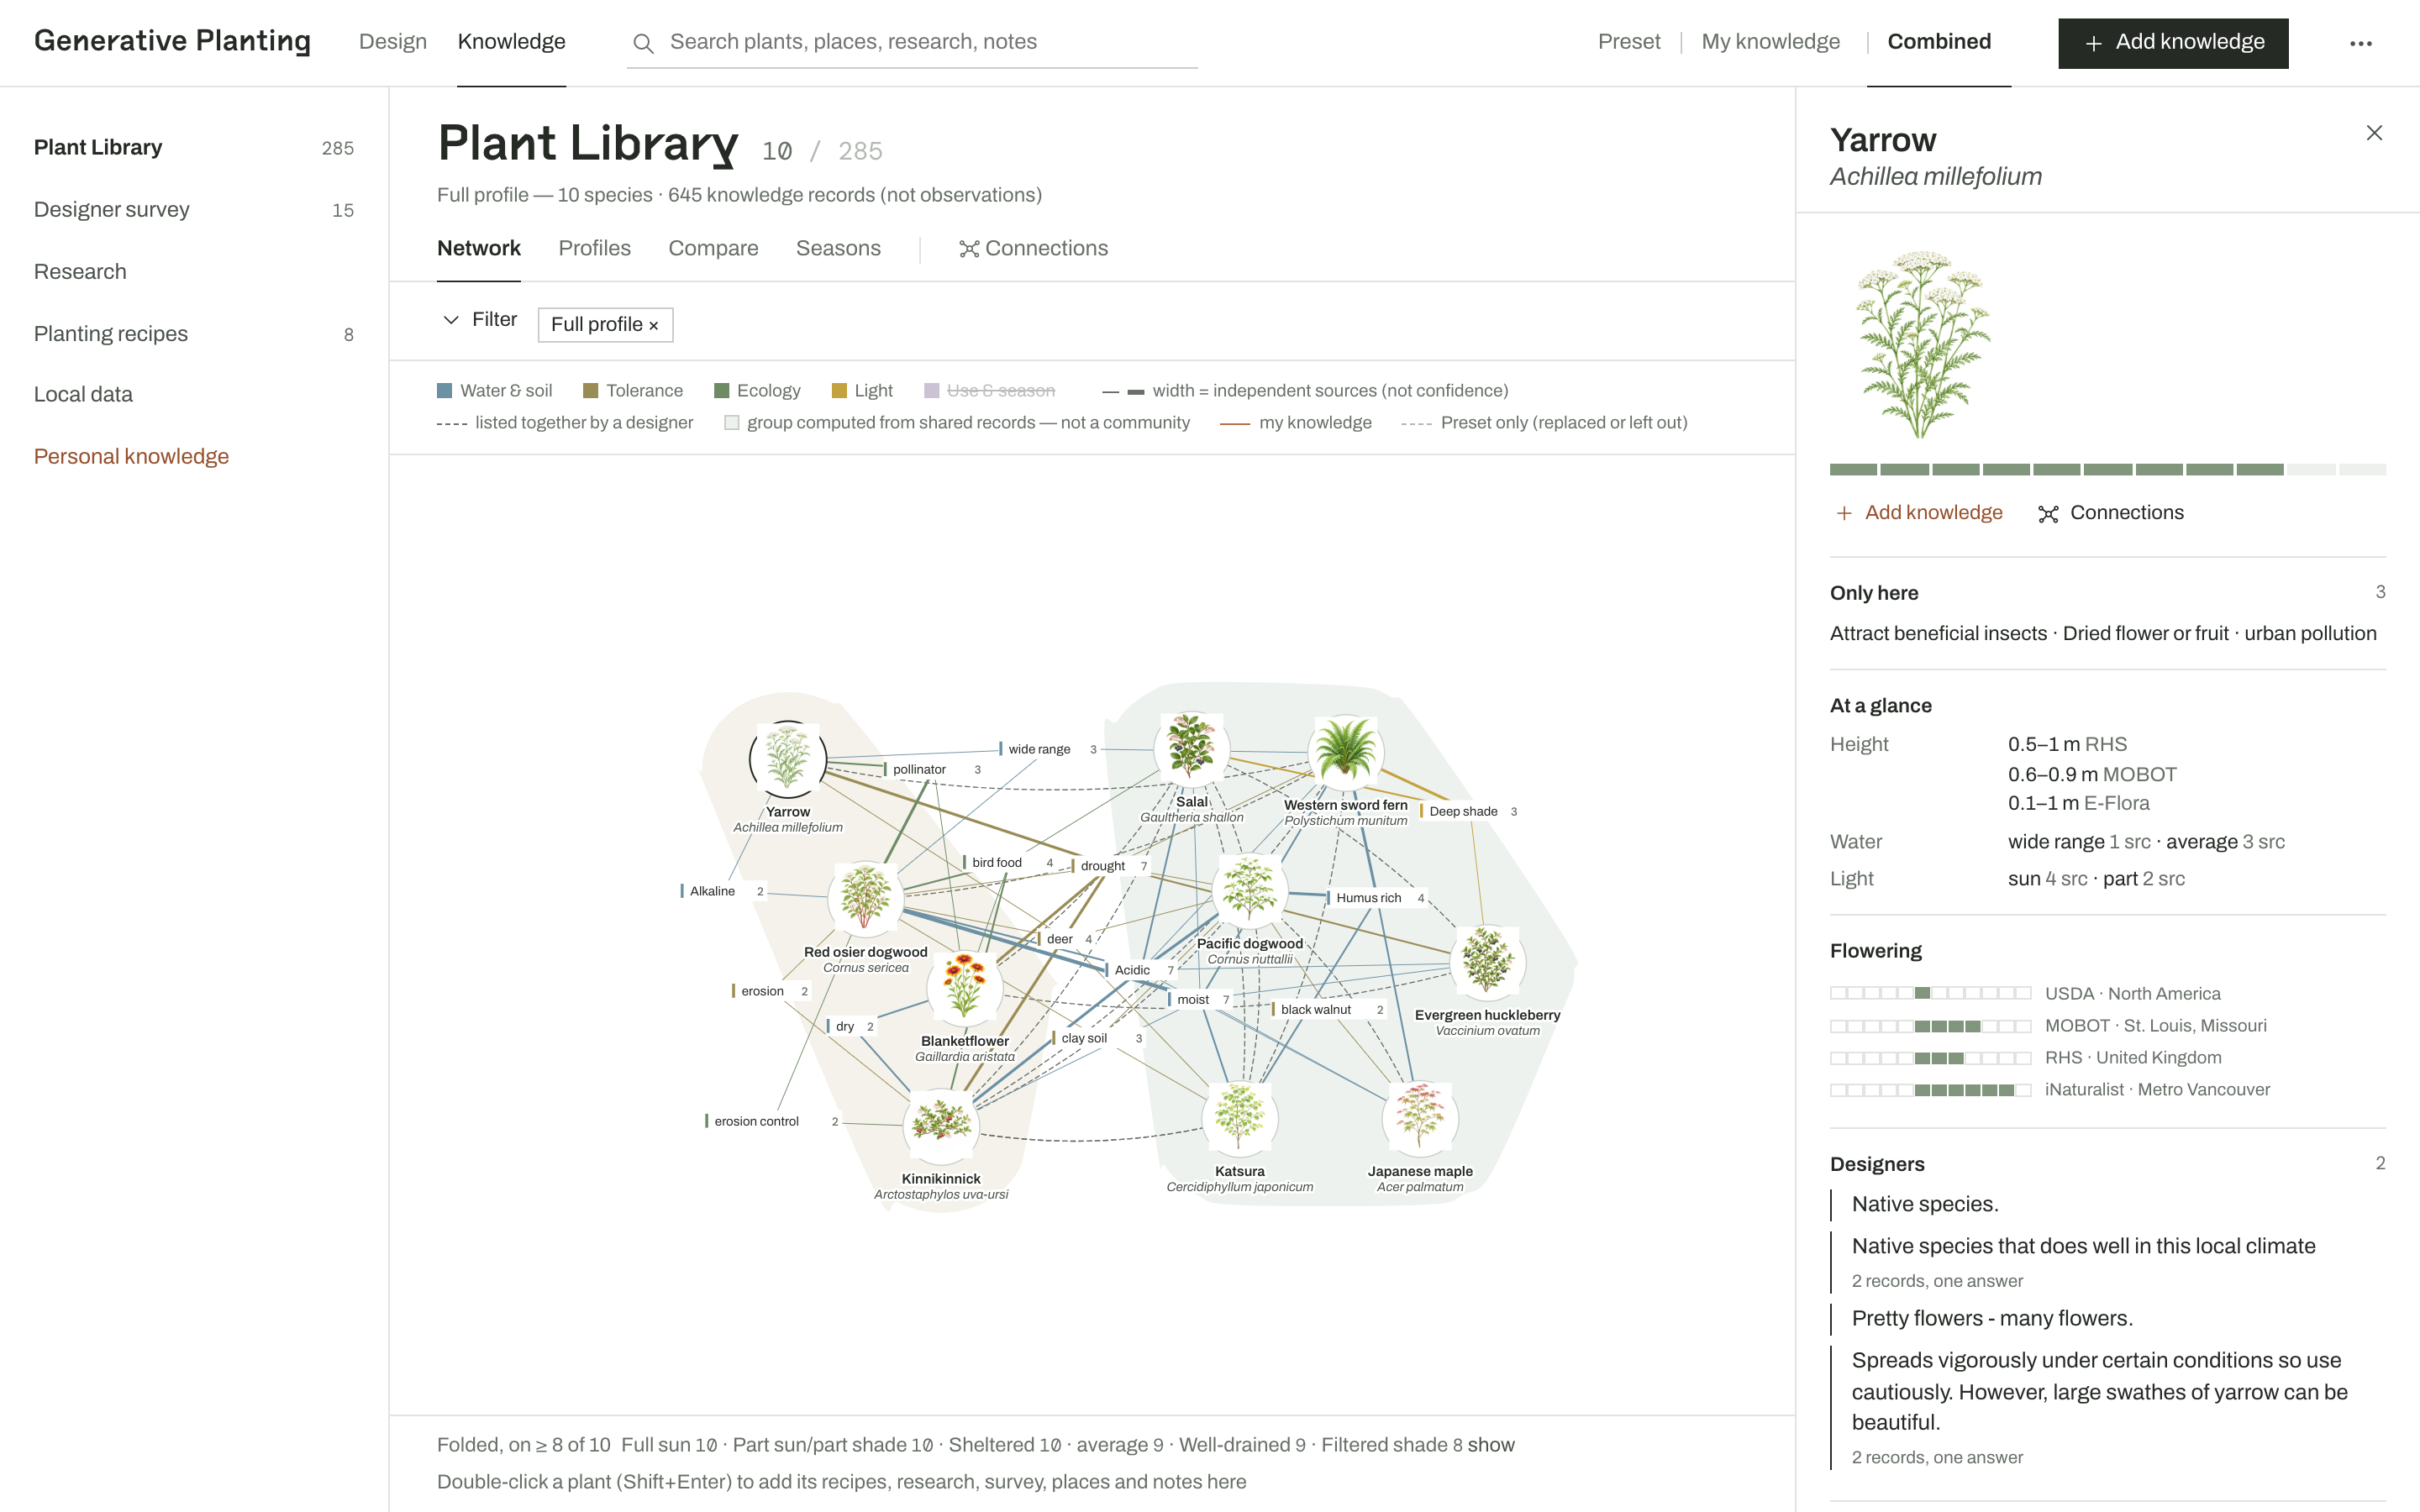 Generative Planting
Design
Knowledge
Search plants, places, research, notes
Preset
My knowledge
Combined
+ Add knowledge
Plant Library 285
Designer survey 15
Research
Planting recipes 8
Local data
Personal knowledge
Plant Library 10 / 285
Full profile — 10 species · 645 knowledge records (not observations)
Network
Profiles
Compare
Seasons
Connections
Filter
Full profile ×
Water & soil
Tolerance
Ecology
Light
Use & season
width = independent sources (not confidence)
listed together by a designer
group computed from shared records — not a community
my knowledge
Preset only (replaced or left out)
wide range 3
pollinator 3
Yarrow
Achillea millefolium
Salal
Gaultheria shallon
Western sword fern
Polystichum munitum
Deep shade 3
bird food 4
drought 7
Alkaline 2
Humus rich 4
Red osier dogwood
Cornus sericea
deer 4
Pacific dogwood
Cornus nuttallii
Acidic 7
erosion 2
moist 7
black walnut 2
Evergreen huckleberry
Vaccinium ovatum
dry 2
Blanketflower
Gaillardia aristata
clay soil 3
erosion control 2
Kinnikinnick
Arctostaphylos uva-ursi
Katsura
Cercidiphyllum japonicum
Japanese maple
Acer palmatum
Folded, on ≥ 8 of 10 Full sun 10 · Part sun/part shade 10 · Sheltered 10 · average 9 · Well-drained 9 · Filtered shade 8 show
Double-click a plant (Shift+Enter) to add its recipes, research, survey, places and notes here
Yarrow
Achillea millefolium
+ Add knowledge
Connections
Only here 3
Attract beneficial insects · Dried flower or fruit · urban pollution
At a glance
Height 0.5–1 m RHS
0.6–0.9 m MOBOT
0.1–1 m E-Flora
Water wide range 1 src · average 3 src
Light sun 4 src · part 2 src
Flowering
USDA · North America
MOBOT · St. Louis, Missouri
RHS · United Kingdom
iNaturalist · Metro Vancouver
Designers 2
Native species.
Native species that does well in this local climate
2 records, one answer
Pretty flowers - many flowers.
Spreads vigorously under certain conditions so use
cautiously. However, large swathes of yarrow can be
beautiful.
2 records, one answer